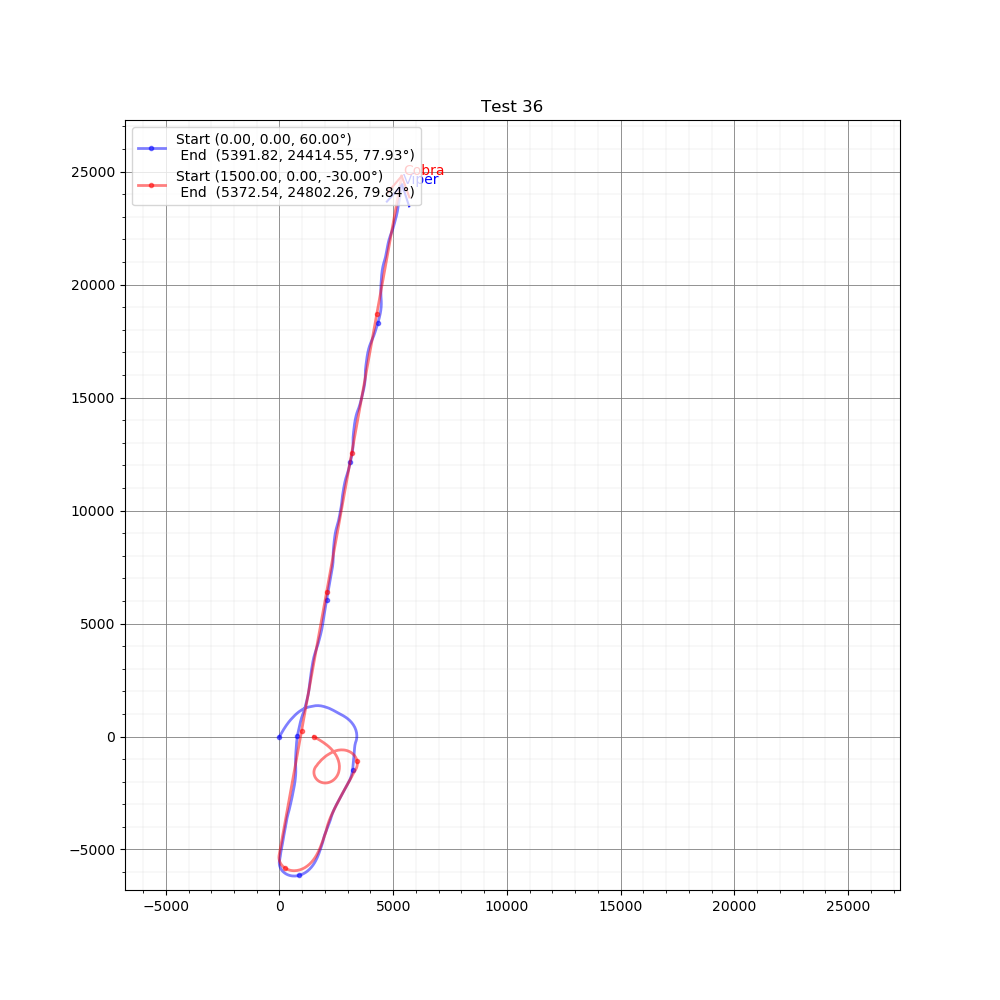 Test 36
Start (0.00, 0.00, 60.00°)
End (5391.82, 24414.55, 77.93°)
Start (1500.00, 0.00, -30.00°)
End (5372.54, 24802.26, 79.84°)
Cobra
Viper
25000
20000
15000
10000
5000
0
−5000
−5000
0
5000
10000
15000
20000
25000